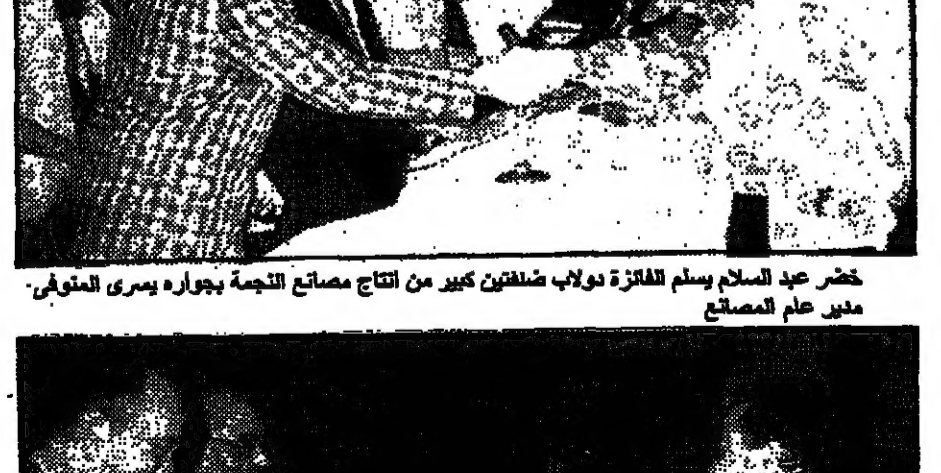 خضر عبد السلام يسلم الفائزة دولاب ضلفتين كبير من انتاج مصانع النجمة بجواره يسرى المتوفى-
مدير عام المصانع